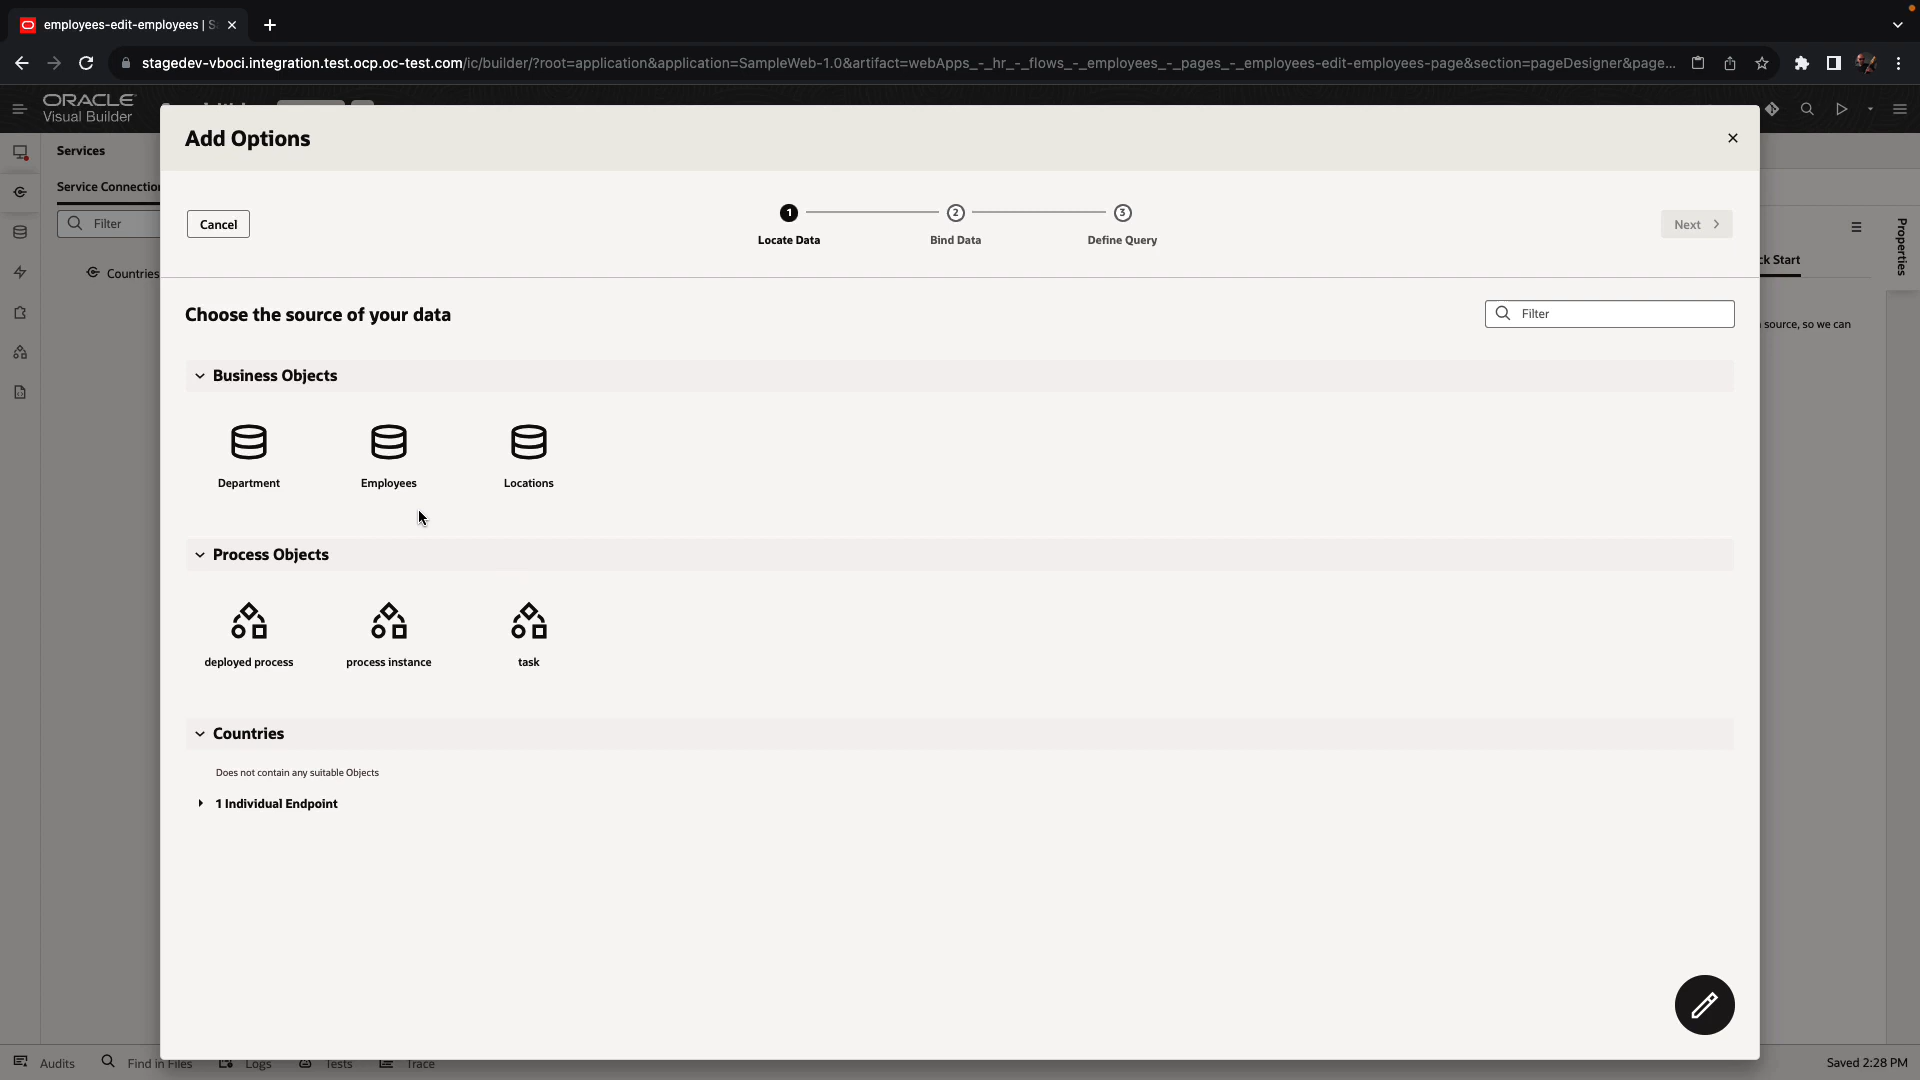 employees-edit-employees | S
stagedev-vboci.integration.test.ocp.oc-test.com/ic/builder/?root=application&application=SampleWeb-1.0&artifact=webApps_-_hr_-_flows_-_employees_-_pages_-_employees-edit-employees-page&section=pageDesigner&page...
ORACLE
Visual Builder
Services
Service Connection
Filter
Countries
Add Options
Cancel
1
2
3
Locate Data
Bind Data
Define Query
Next
Choose the source of your data
Filter
Business Objects
Department
Employees
Locations
Process Objects
deployed process
process instance
task
Countries
Does not contain any suitable Objects
1 Individual Endpoint
Properties
ck Start
source, so we can
Audits
Find in Files
Logs
Tests
Trace
Saved 2:28 PM